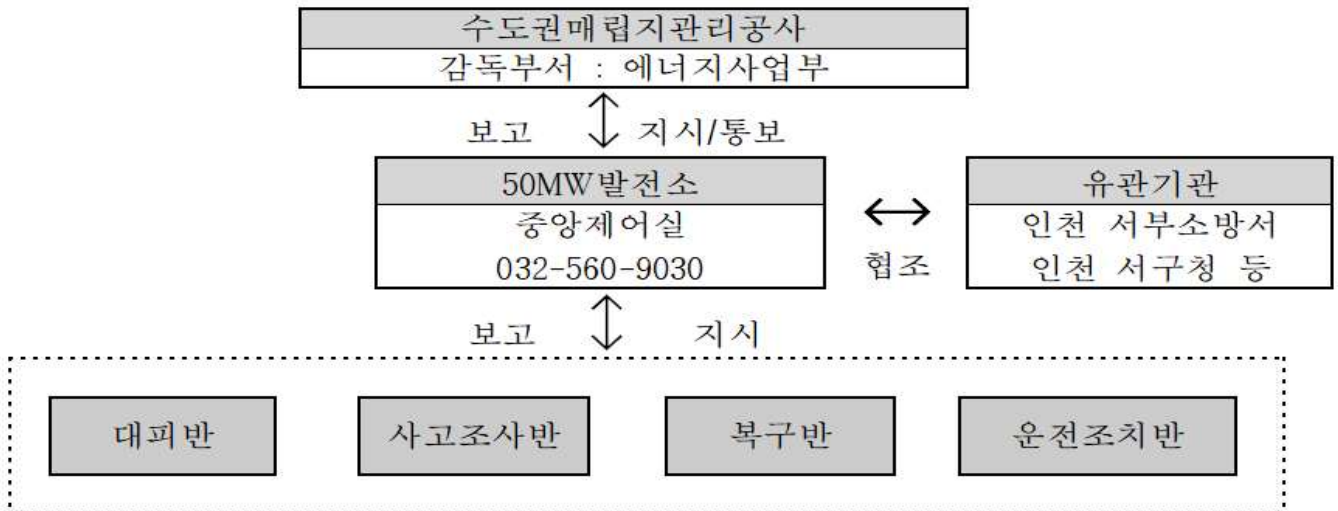 수도권매립지관리공사
감독부서 : 에너지사업부
보고 지시/통보
50MW발전소
중앙제어실
032-560-9030
협조
유관기관
인천 서부소방서
인천 서구청 등
보고 지시
대피반
사고조사반
복구반
운전조치반